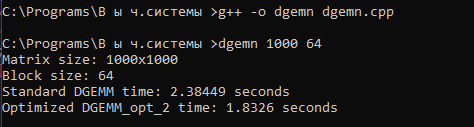 C:\Programs\В ы ч.системы >g++ -o dgemn dgemn.cpp
C:\Programs\В ы ч.системы >dgemn 1000 64
Matrix size: 1000x1000
Block size: 64
Standard DGEMM time: 2.38449 seconds
Optimized DGEMM_opt_2 time: 1.8326 seconds